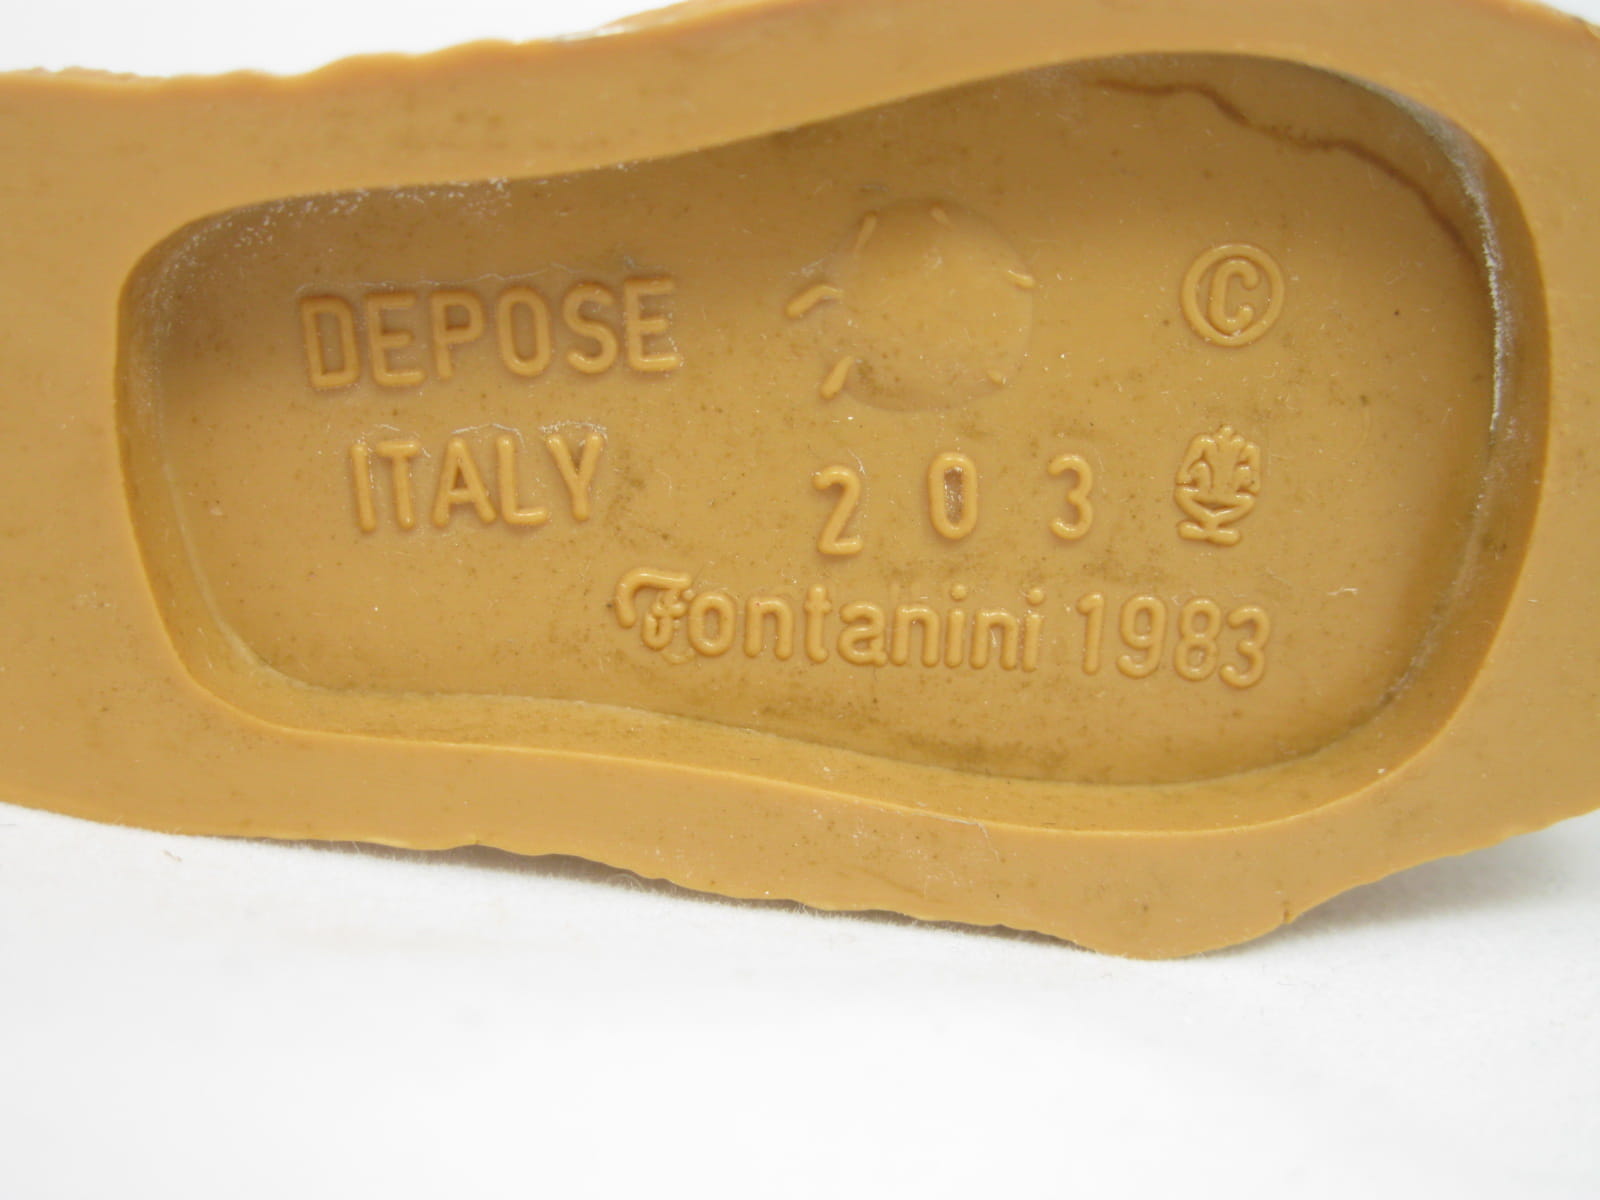 DEPOSE
ITALY
©
2 0 3
Fontanini 1983